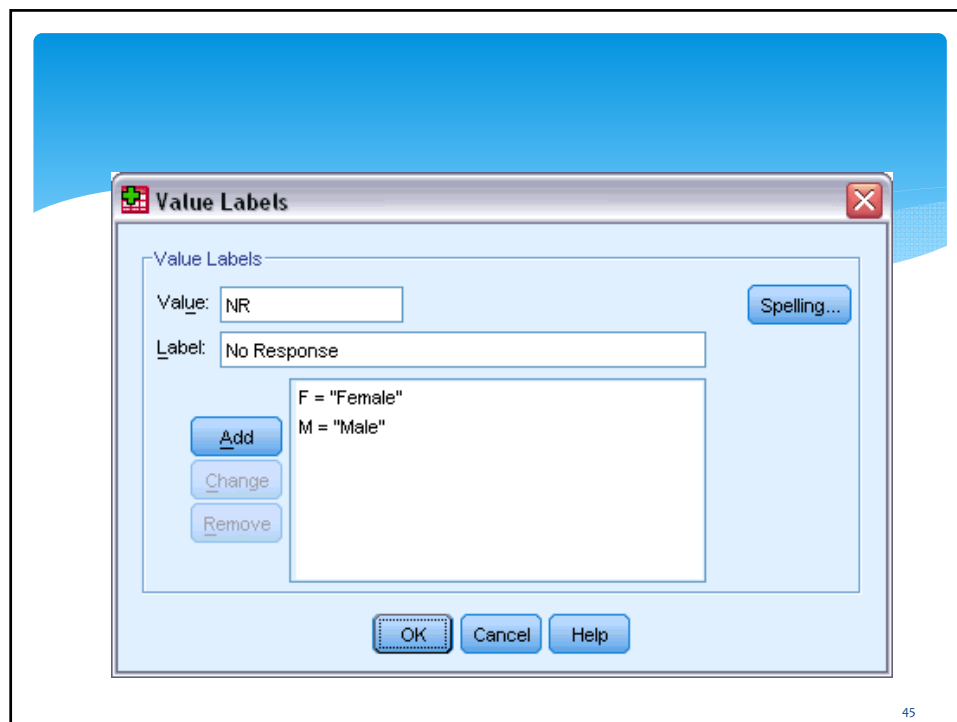 Value Labels
Value Labels
Value: NR
Spelling...
Label: No Response
F = "Female"
M = "Male"
Add
Change
Remove
OK Cancel Help
45